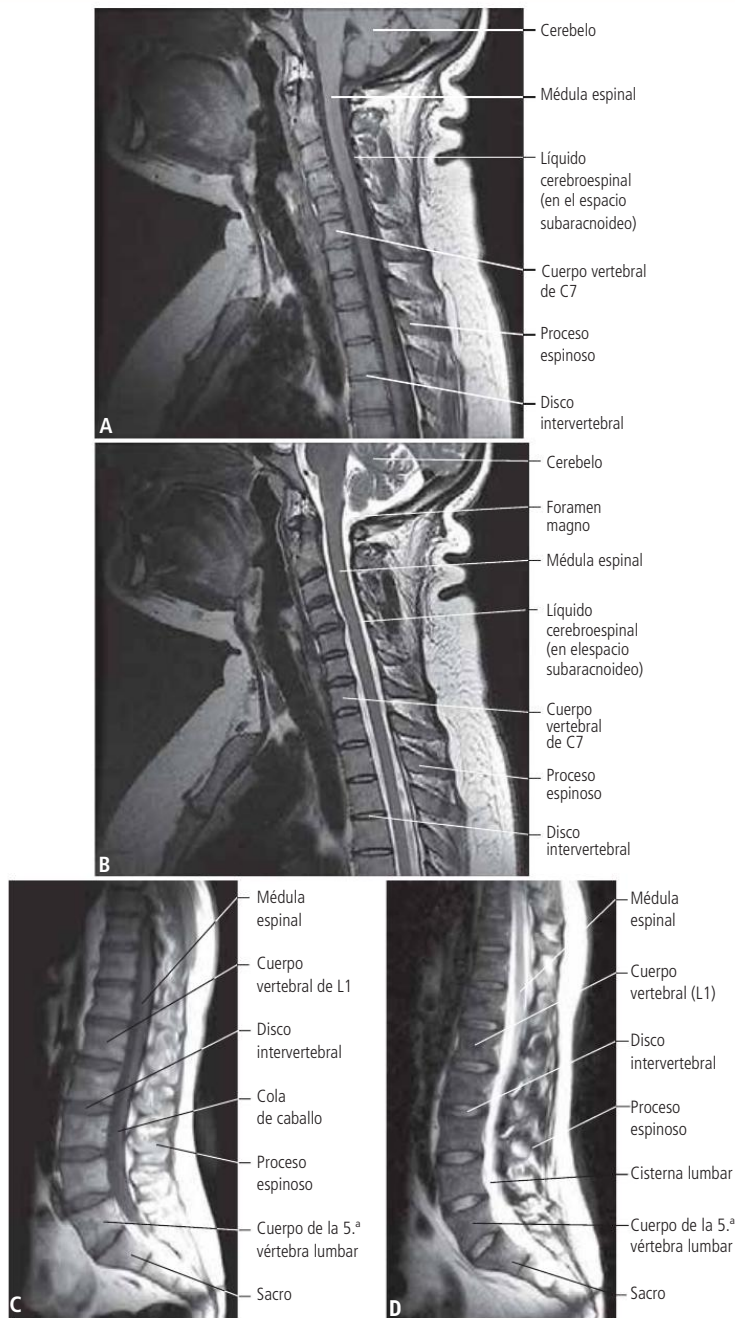 Cerebelo
Médula espinal
Líquido
cerebroespinal
(en el espacio
subaracnoideo)
Cuerpo vertebral
de C7
Proceso
espinoso
Disco
intervertebral
A
Cerebelo
Foramen
magno
Médula espinal
Líquido
cerebroespinal
(en elespacio
subaracnoideo)
Cuerpo
vertebral
de C7
Proceso
espinoso
Disco
intervertebral
B
Médula
espinal
Cuerpo
vertebral de L1
Disco
intervertebral
Cola
de caballo
Proceso
espinoso
Cuerpo de la 5.ª
vértebra lumbar
Sacro
C
Médula
espinal
Cuerpo
vertebral (L1)
Disco
intervertebral
Proceso
espinoso
Cisterna lumbar
Cuerpo de la 5.ª
vértebra lumbar
Sacro
D